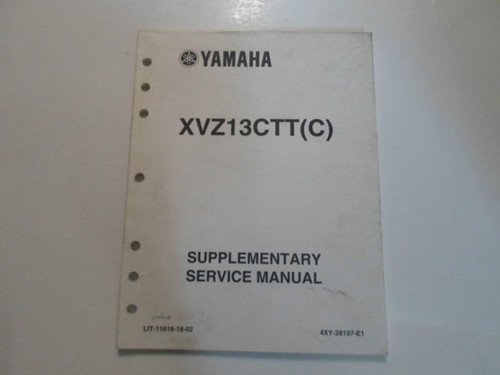 YAMAHA
XVZ13CTT(C)
SUPPLEMENTARY
SERVICE MANUAL
LIT-11616-18-02
4XY-28197-E1